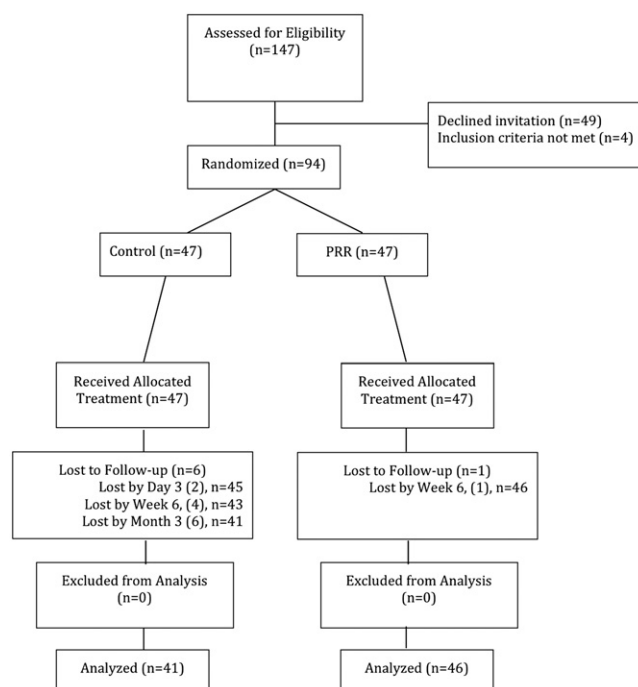 Assessed for Eligibility
(n=147)
Declined invitation (n=49)
Inclusion criteria not met (n=4)
Randomized (n=94)
Control (n=47)
PRR (n=47)
Received Allocated
Treatment (n=47)
Received Allocated
Treatment (n=47)
Lost to Follow-up (n=6)
Lost by Day 3 (2), n=45
Lost by Week 6, (4), n=43
Lost by Month 3 (6), n=41
Lost to Follow-up (n=1)
Lost by Week 6, (1), n=46
Excluded from Analysis
(n=0)
Excluded from Analysis
(n=0)
Analyzed (n=41)
Analyzed (n=46)